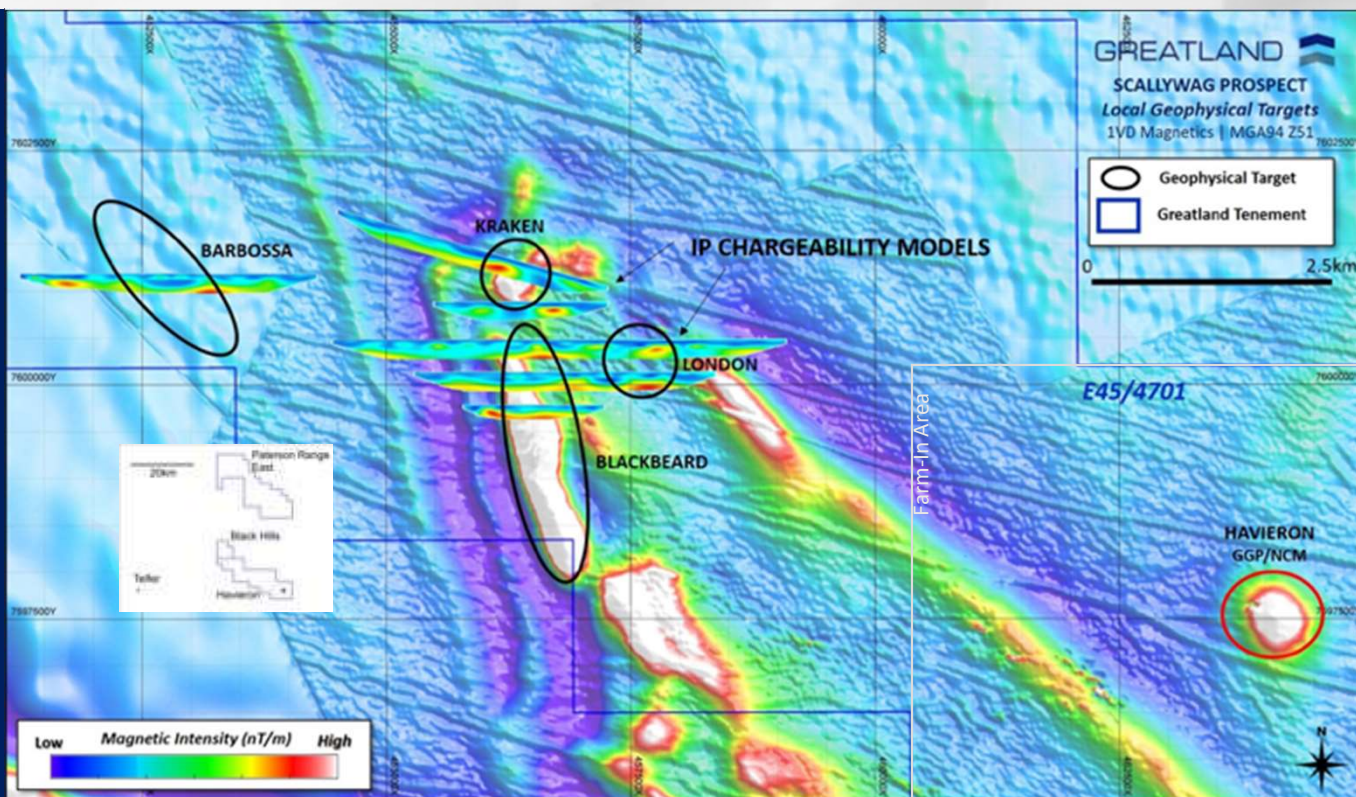 GREATLAND
SCALLYWAG PROSPECT
Local Geophysical Targets
1VD Magnetics | MGA94 Z51
Geophysical Target
Greatland Tenement
0
2.5km
7602500Y
7602500Y
KRAKEN
BARBOSSA
IP CHARGEABILITY MODELS
LONDON
7600000Y
E45/4701
Farm-In Area
BLACKBEARD
20km
Paterson Range
East
Black Hills
Telfer
Havieron
HAVIERON
GGP/NCM
7597500Y
Magnetic Intensity (nT/m)
Low
High
N